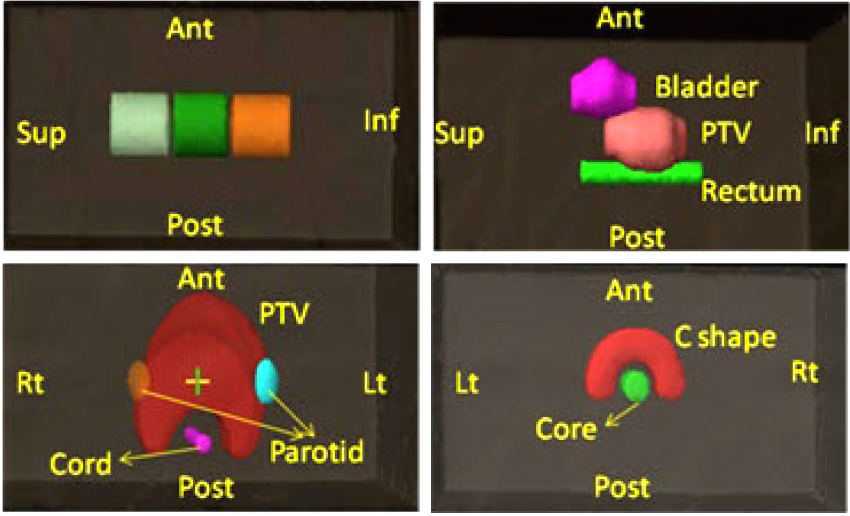 Ant
Sup
Inf
Post
Ant
Bladder
Sup
PTV
Inf
Rectum
Post
Ant
PTV
Rt
Lt
Cord
Parotid
Post
Ant
C shape
Lt
Rt
Core
Post